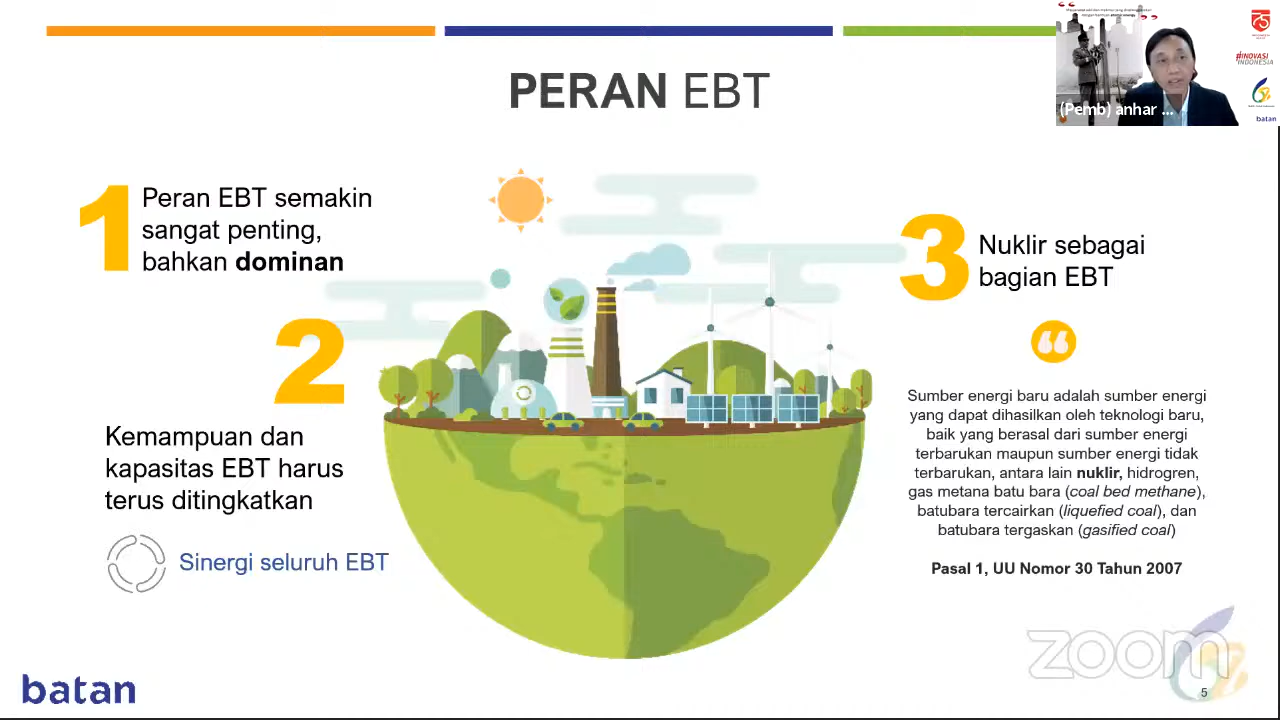 PERAN EBT
(Pemb) anhar ...
#INOVASI
INDONESIA
batan
1
Peran EBT semakin
sangat penting,
bahkan dominan
2
Kemampuan dan
kapasitas EBT harus
terus ditingkatkan
Sinergi seluruh EBT
3
Nuklir sebagai
bagian EBT
Sumber energi baru adalah sumber energi
yang dapat dihasilkan oleh teknologi baru,
baik yang berasal dari sumber energi
terbarukan maupun sumber energi tidak
terbarukan, antara lain nuklir, hidrogren,
gas metana batu bara (coal bed methane),
batubara tercairkan (liquefied coal), dan
batubara tergaskan (gasified coal)
Pasal 1, UU Nomor 30 Tahun 2007
zoom
batan
5